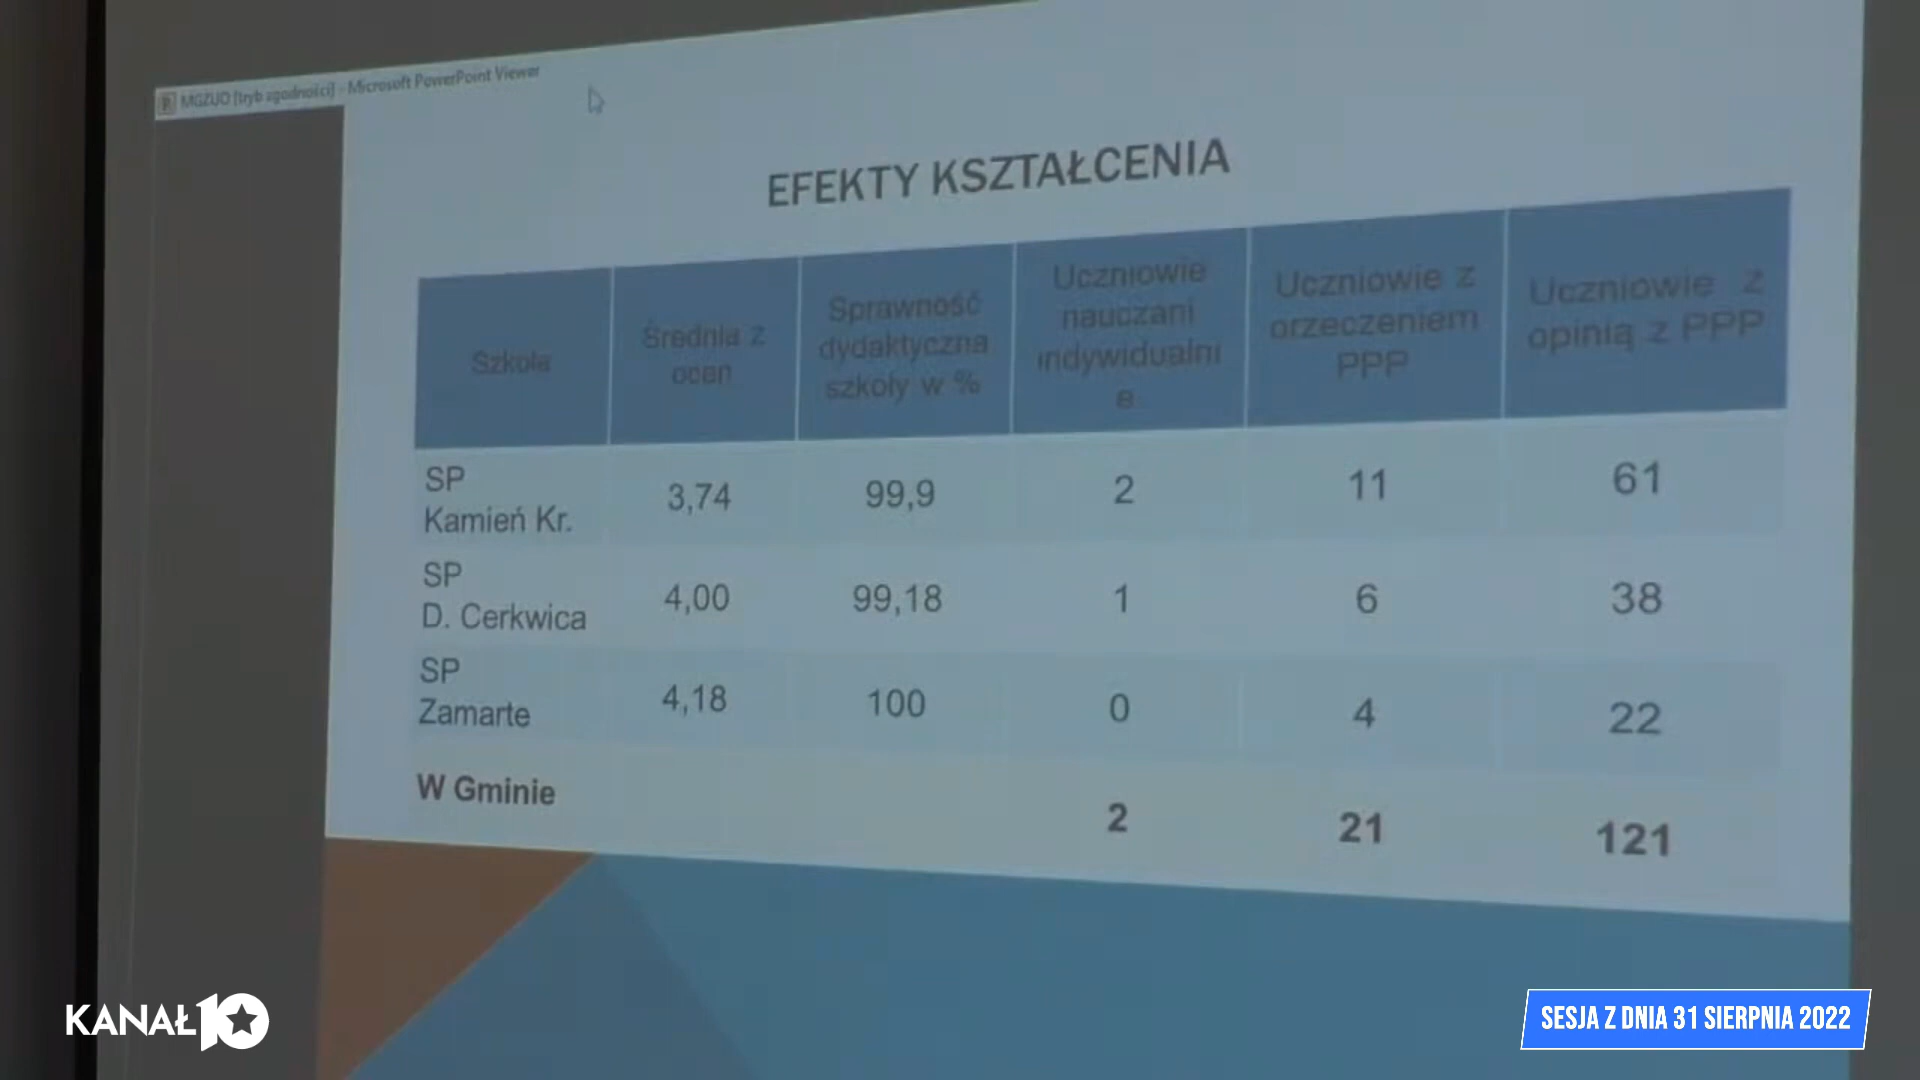 MGZUO [tryb zgodności] - Microsoft PowerPoint Viewer
EFEKTY KSZTAŁCENIA
Szkoła
Średnia z
ocen
Sprawność
dydaktyczna
szkoły w %
Uczniowie
nauczani
indywidualni
e
Uczniowie z
orzeczeniem
PPP
Uczniowie z
opinią z PPP
SP
Kamień Kr.
3,74
99,9
2
11
61
SP
D. Cerkwica
4,00
99,18
1
6
38
SP
Zamarte
4,18
100
0
4
22
W Gminie
2
21
121
KANAŁ 10
SESJA Z DNIA 31 SIERPNIA 2022